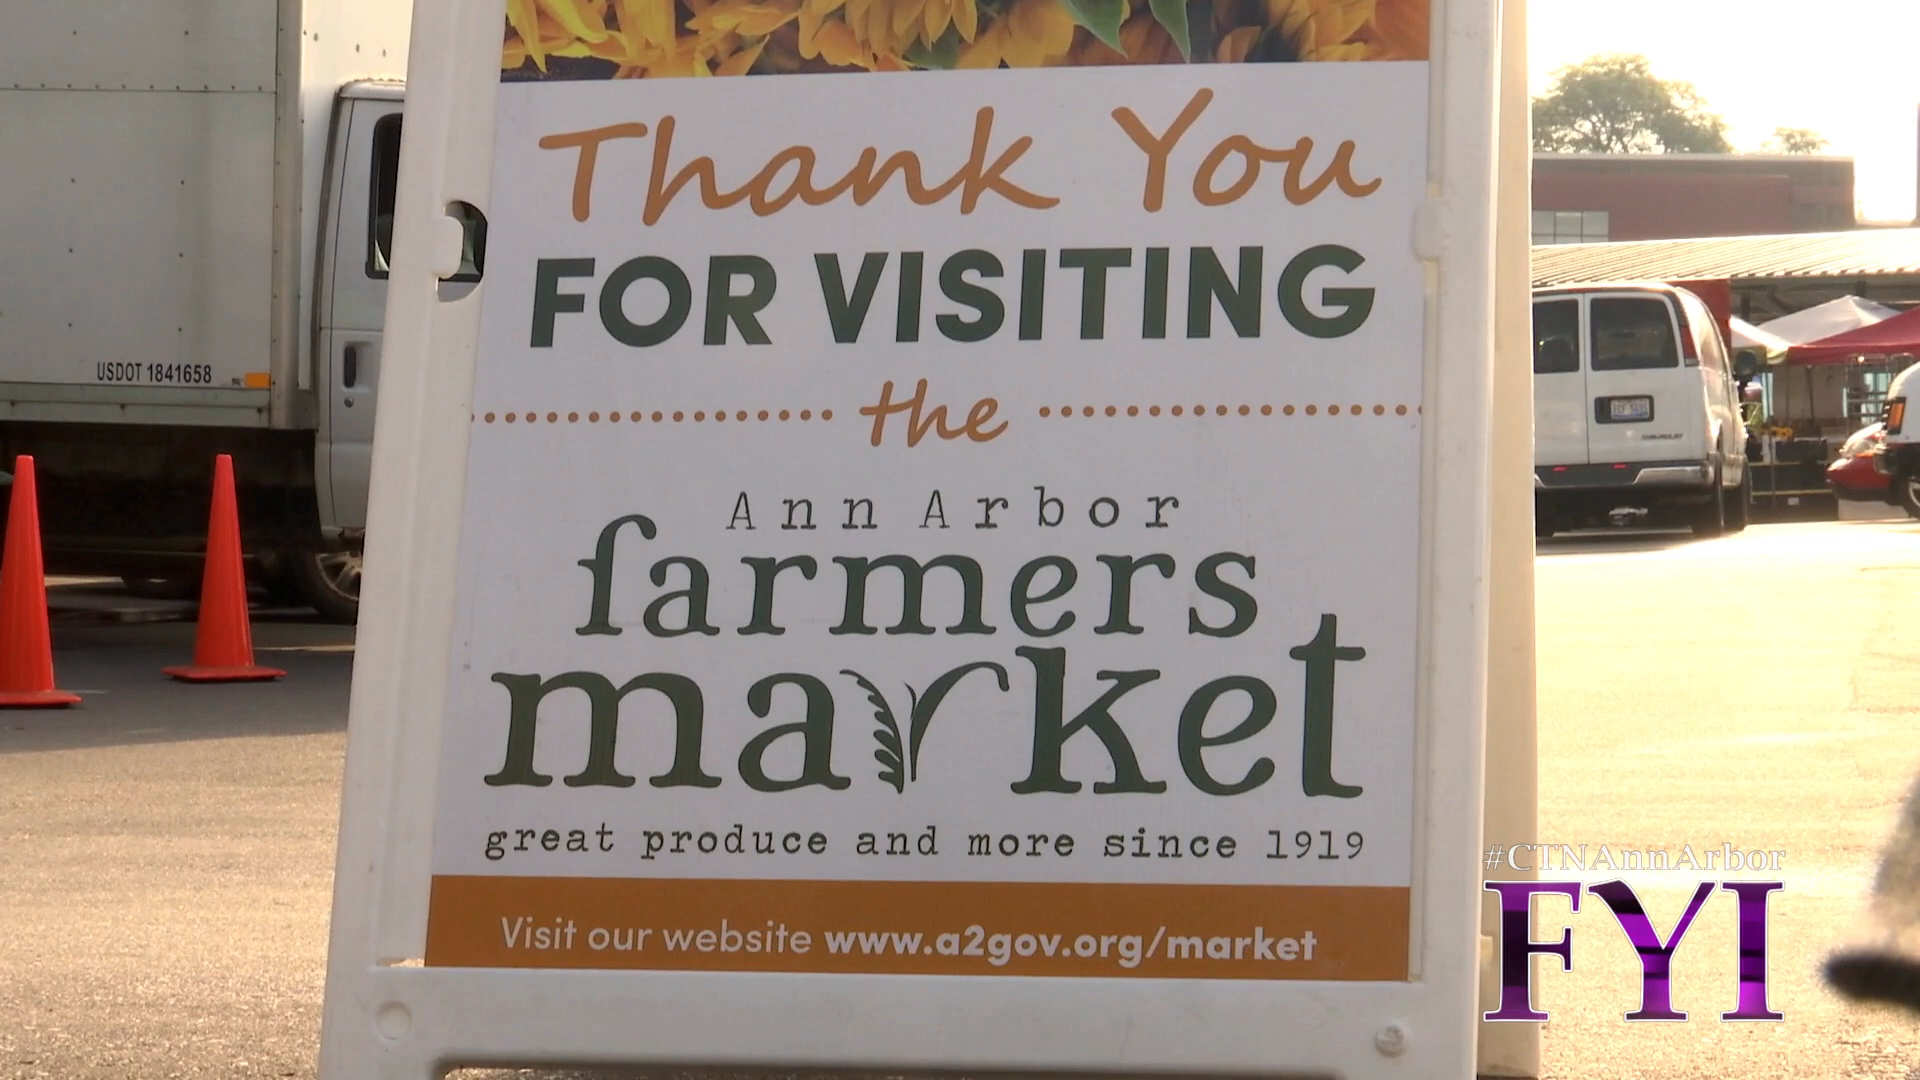 Thank You
FOR VISITING
the
Ann Arbor
farmers
market
great produce and more since 1919
Visit our website www.a2gov.org/market
USDOT 1841658
CHEVROLET
#CTNAnnArbor
FYI